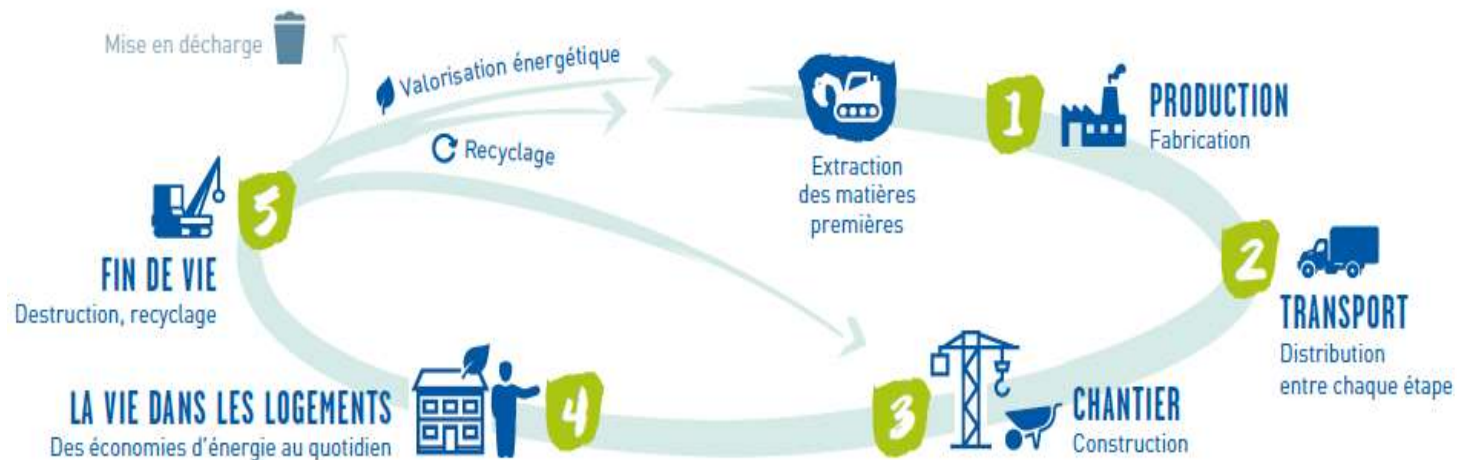 Mise en décharge
Valorisation énergétique
Recyclage
Extraction
des matières
premières
1
PRODUCTION
Fabrication
2
TRANSPORT
Distribution
entre chaque étape
3
CHANTIER
Construction
4
LA VIE DANS LES LOGEMENTS
Des économies d'énergie au quotidien
5
FIN DE VIE
Destruction, recyclage